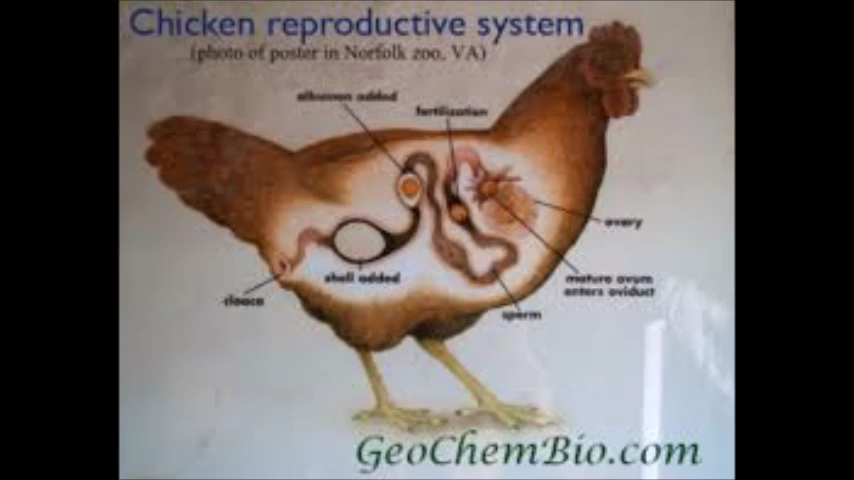 Chicken reproductive system
(photo of poster in Norfolk zoo, VA)
albumen added
fertilization
ovary
mature ovum
enters oviduct
shell added
cloaca
sperm
GeoChemBio.com